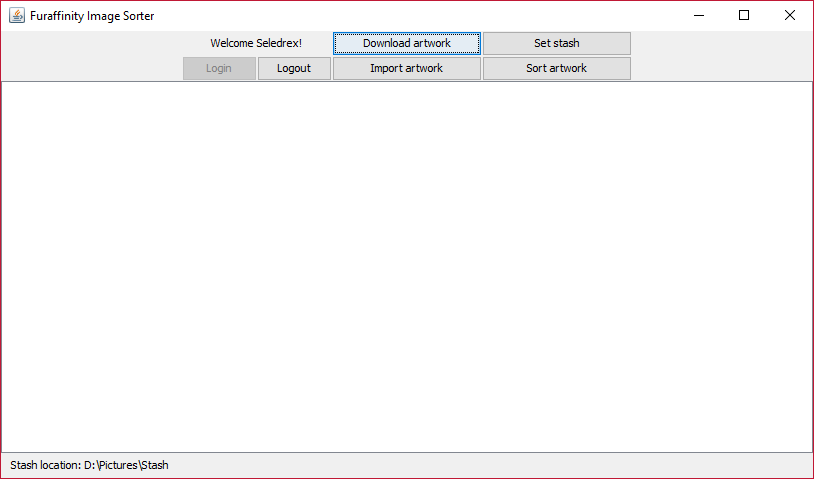 Furaffinity Image Sorter
Welcome Seledrex! Download artwork Set stash
Login Logout Import artwork Sort artwork
Stash location: D:\Pictures\Stash